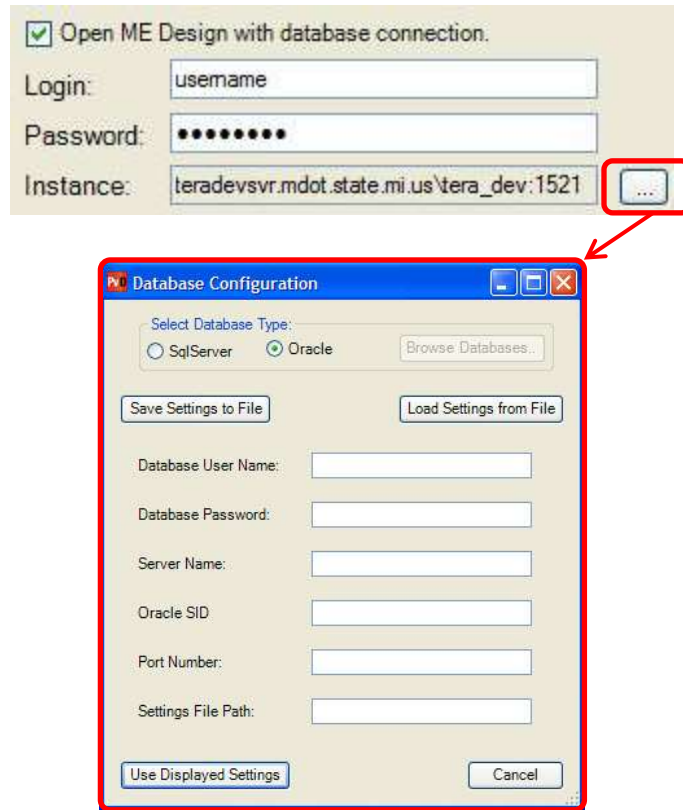 Open ME Design with database connection.
Login: username
Password: ●●●●●●●●
Instance: teradevsvr.mdot.state.mi.us\tera_dev:1521 ...
Database Configuration
Select Database Type:
SqlServer Oracle Browse Databases..
Save Settings to File Load Settings from File
Database User Name:
Database Password:
Server Name:
Oracle SID
Port Number:
Settings File Path:
Use Displayed Settings Cancel